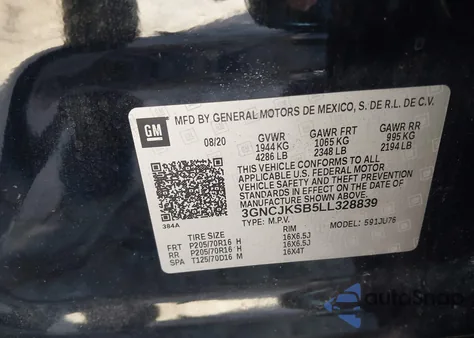 MFD BY GENERAL MOTORS DE MEXICO, S. DE R.L. DE C.V.
GM
08/20 GVWR GAWR FRT GAWR RR
1944 KG 1065 KG 995 KG
4286 LB 2348 LB 2194 LB
THIS VEHICLE CONFORMS TO ALL
APPLICABLE U.S. FEDERAL MOTOR
VEHICLE SAFETY, BUMPER, AND THEFT
PREVENTION STANDARDS IN EFFECT ON
THE DATE OF MANUFACTURE SHOWN ABOVE.
3GNCJKSB5LL328839
384A TYPE: M.P.V. MODEL: 591JU76
TIRE SIZE RIM
FRT P205/70R16 H 16X6.5J
RR P205/70R16 H 16X6.5J
SPA T125/70D16 M 16X4T
autoSnap